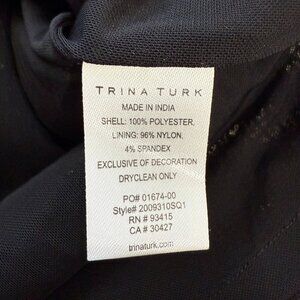 TRINA TURK
MADE IN INDIA
SHELL: 100% POLYESTER.
LINING: 96% NYLON,
4% SPANDEX
EXCLUSIVE OF DECORATION
DRYCLEAN ONLY
PO# 01674-00
Style# 2009310SQ1
RN # 93415
CA # 30427
trinaturk.com